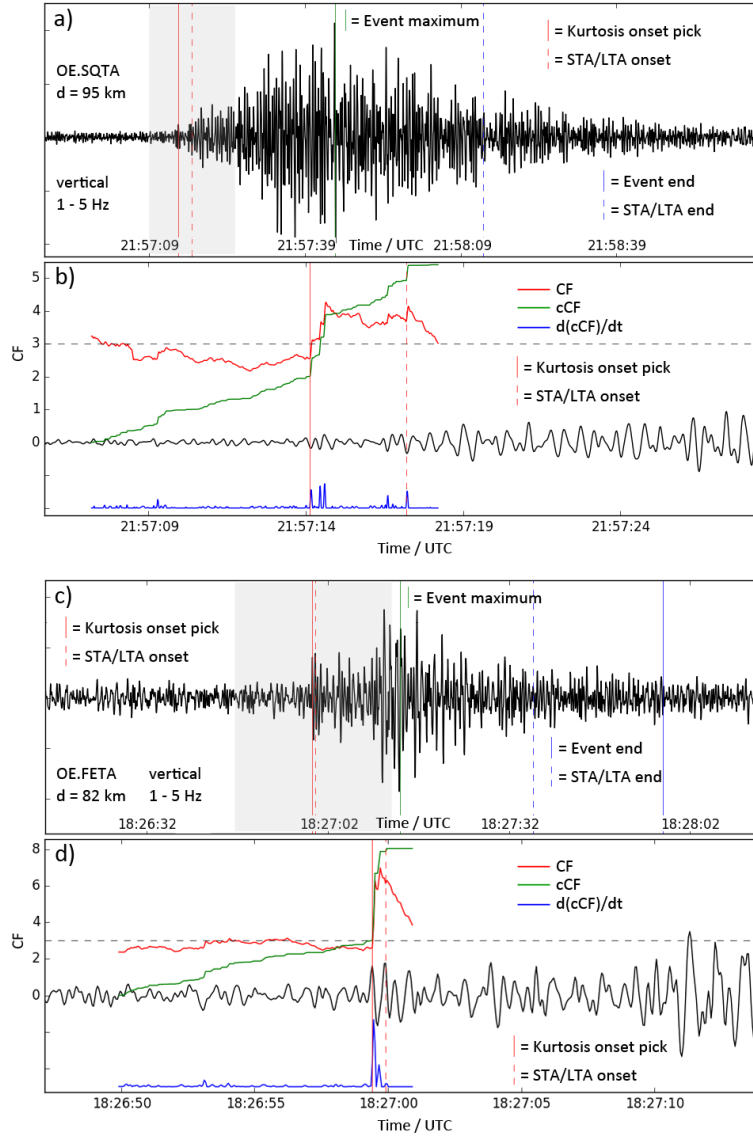 a)
| = Event maximum
| = Kurtosis onset pick
¦ = STA/LTA onset
OE.SQTA
d = 95 km
vertical
1 - 5 Hz
| = Event end
¦ = STA/LTA end
21:57:09 21:57:39 Time / UTC 21:58:09 21:58:39
b)
5
4
3
2
1
0
CF
CF
cCF
d(cCF)/dt
| = Kurtosis onset pick
¦ = STA/LTA onset
21:57:09 21:57:14 21:57:19 21:57:24
Time / UTC
c)
| = Event maximum
| = Kurtosis onset pick
¦ = STA/LTA onset
| = Event end
¦ = STA/LTA end
OE.FETA vertical
d = 82 km 1 - 5 Hz
18:26:32 18:27:02 Time / UTC 18:27:32 18:28:02
d)
8
6
4
2
0
CF
CF
cCF
d(cCF)/dt
| = Kurtosis onset pick
¦ = STA/LTA onset
18:26:50 18:26:55 18:27:00 18:27:05 18:27:10
Time / UTC